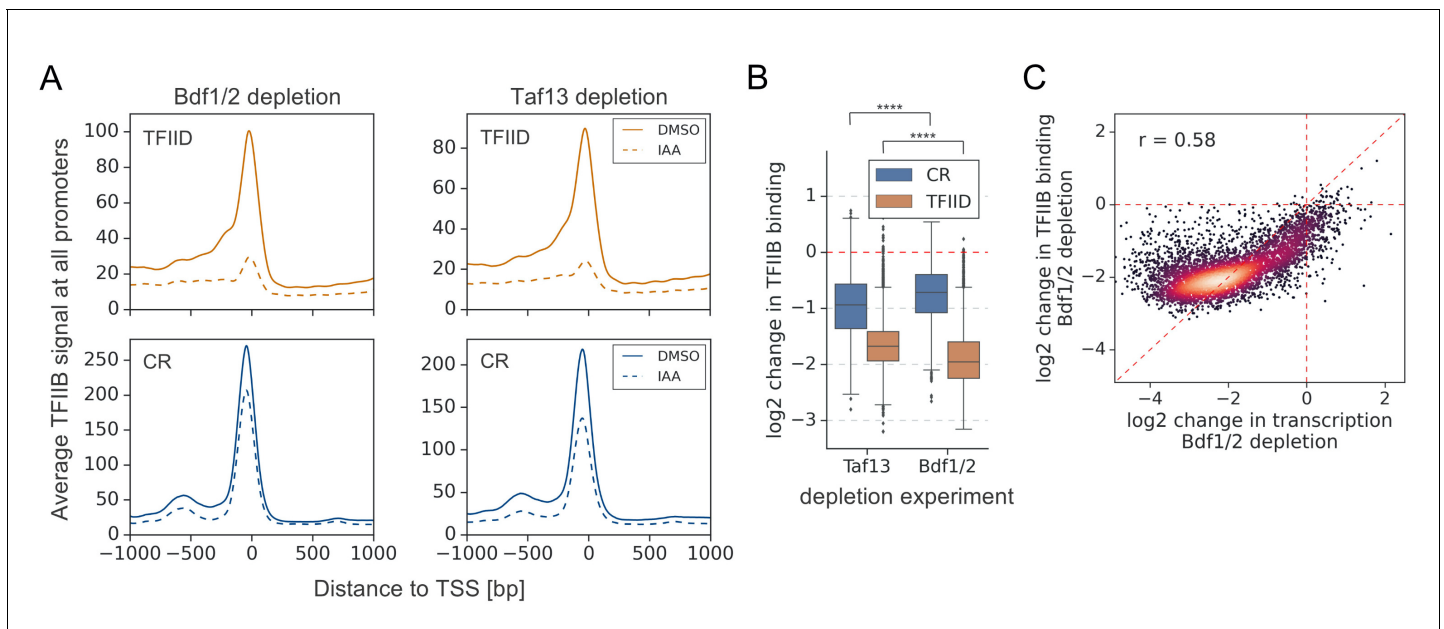 A
Bdf1/2 depletion
Taf13 depletion
Average TFIIB signal at all promoters
TFIID
100
80
60
40
20
0
TFIID
DMSO
IAA
80
60
40
20
0
CR
250
200
150
100
50
0
−1000 −500 0 500 1000
CR
DMSO
IAA
200
150
100
50
0
−1000 −500 0 500 1000
Distance to TSS [bp]
B
****
****
CR
TFIID
log2 change in TFIIB binding
1
0
−1
−2
−3
Taf13 Bdf1/2
depletion experiment
C
r = 0.58
log2 change in TFIIB binding
Bdf1/2 depletion
2
0
−2
−4
−4 −2 0 2
log2 change in transcription
Bdf1/2 depletion